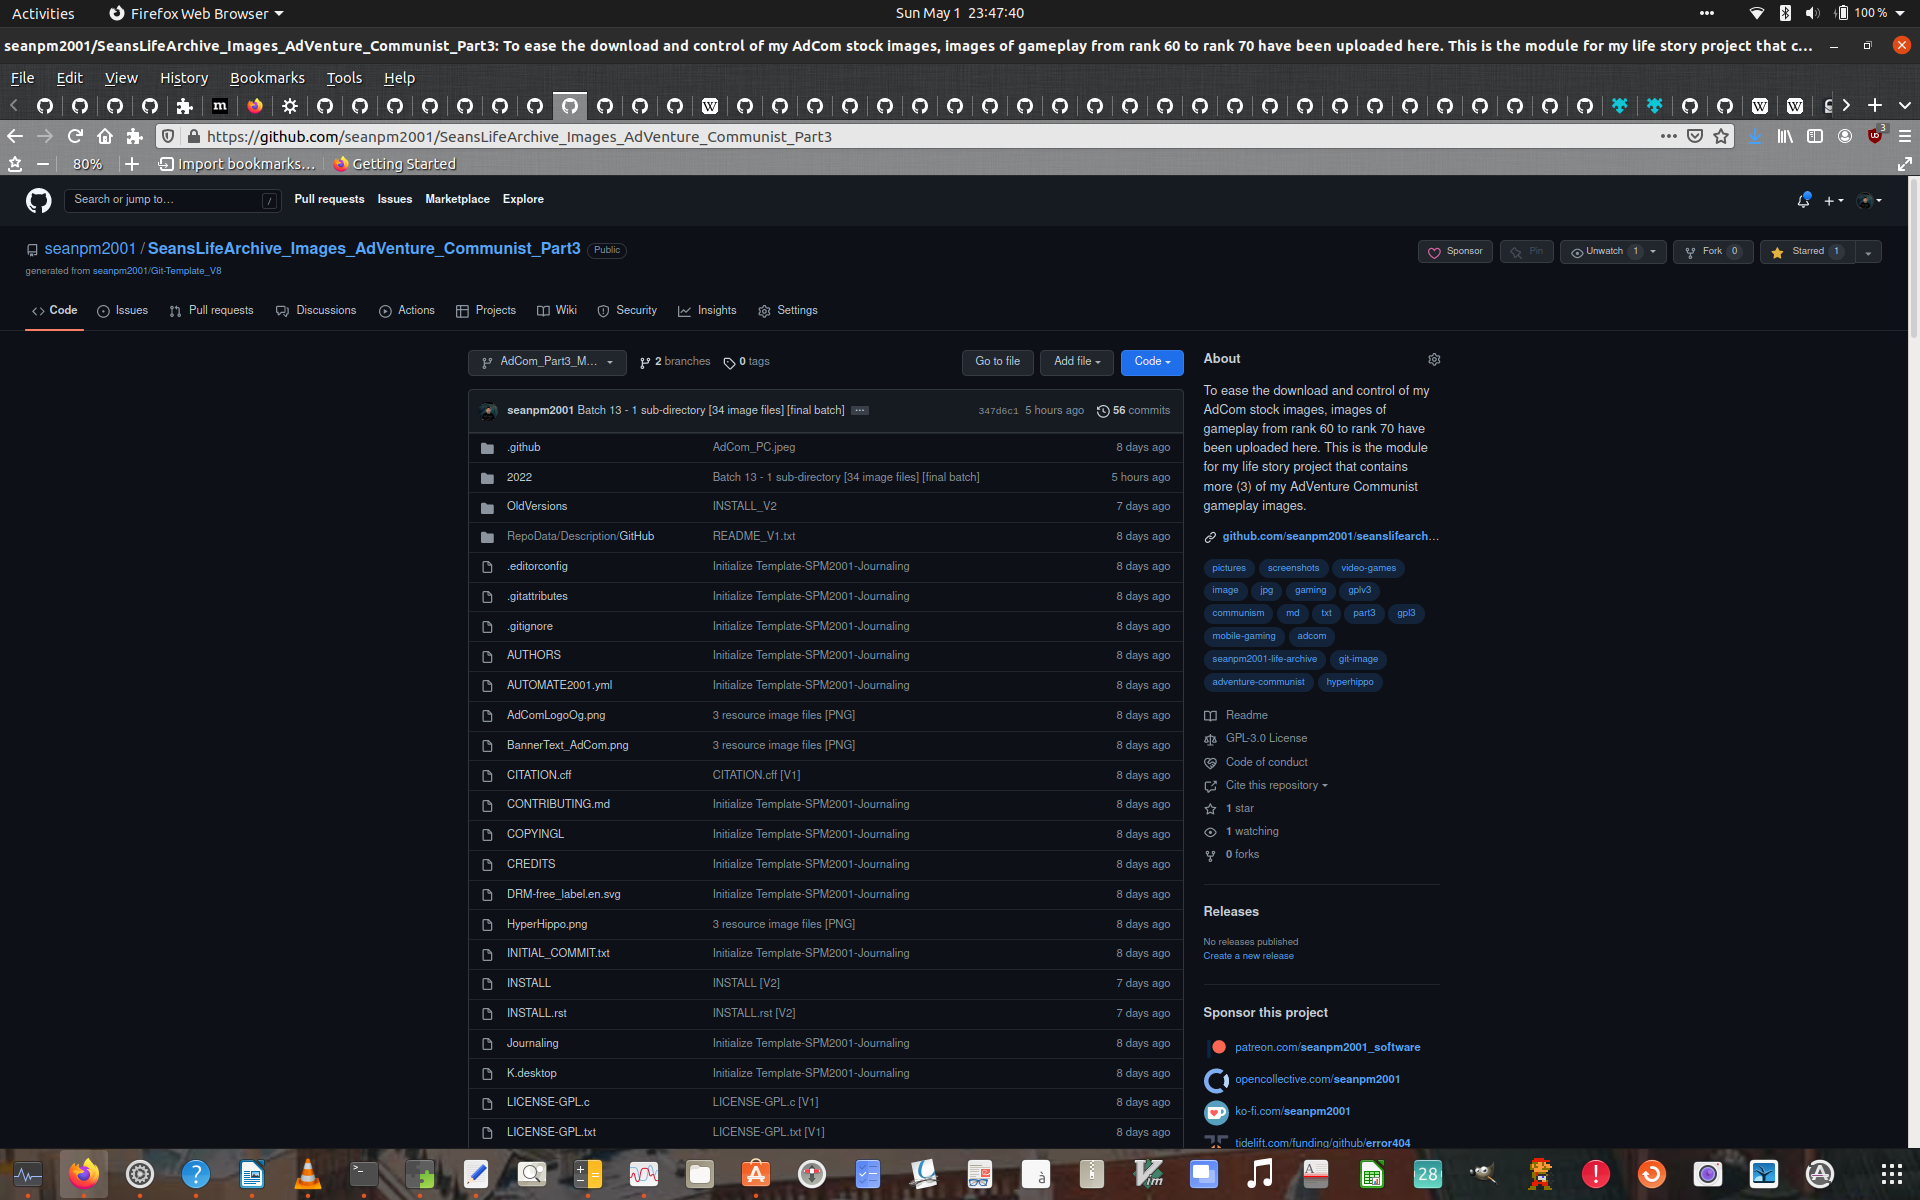 Activities Firefox Web Browser Sun May 1 23:47:40 100 %
seanpm2001/SeansLifeArchive_Images_AdVenture_Communist_Part3: To ease the download and control of my AdCom stock images, images of gameplay from rank 60 to rank 70 have been uploaded here. This is the module for my life story project that c...
File Edit View History Bookmarks Tools Help
https://github.com/seanpm2001/SeansLifeArchive_Images_AdVenture_Communist_Part3 3
80% Import bookmarks... Getting Started
Search or jump to... / Pull requests Issues Marketplace Explore
seanpm2001 / SeansLifeArchive_Images_AdVenture_Communist_Part3 Public Sponsor Pin Unwatch 1 Fork 0 Starred 1
generated from seanpm2001/Git-Template_V8
Code Issues Pull requests Discussions Actions Projects Wiki Security Insights Settings
AdCom_Part3_M... 2 branches 0 tags Go to file Add file Code
seanpm2001 Batch 13 - 1 sub-directory [34 image files] [final batch] ... 347d6c1 5 hours ago 56 commits
.github AdCom_PC.jpeg 8 days ago
2022 Batch 13 - 1 sub-directory [34 image files] [final batch] 5 hours ago
OldVersions INSTALL_V2 7 days ago
RepoData/Description/GitHub README_V1.txt 8 days ago
.editorconfig Initialize Template-SPM2001-Journaling 8 days ago
.gitattributes Initialize Template-SPM2001-Journaling 8 days ago
.gitignore Initialize Template-SPM2001-Journaling 8 days ago
AUTHORS Initialize Template-SPM2001-Journaling 8 days ago
AUTOMATE2001.yml Initialize Template-SPM2001-Journaling 8 days ago
AdComLogoOg.png 3 resource image files [PNG] 8 days ago
BannerText_AdCom.png 3 resource image files [PNG] 8 days ago
CITATION.cff CITATION.cff [V1] 8 days ago
CONTRIBUTING.md Initialize Template-SPM2001-Journaling 8 days ago
COPYINGL Initialize Template-SPM2001-Journaling 8 days ago
CREDITS Initialize Template-SPM2001-Journaling 8 days ago
DRM-free_label.en.svg Initialize Template-SPM2001-Journaling 8 days ago
HyperHippo.png 3 resource image files [PNG] 8 days ago
INITIAL_COMMIT.txt Initialize Template-SPM2001-Journaling 8 days ago
INSTALL INSTALL [V2] 7 days ago
INSTALL.rst INSTALL.rst [V2] 7 days ago
Journaling Initialize Template-SPM2001-Journaling 8 days ago
K.desktop Initialize Template-SPM2001-Journaling 8 days ago
LICENSE-GPL.c LICENSE-GPL.c [V1] 8 days ago
LICENSE-GPL.txt LICENSE-GPL.txt [V1] 8 days ago
About
To ease the download and control of my
AdCom stock images, images of
gameplay from rank 60 to rank 70 have
been uploaded here. This is the module
for my life story project that contains
more (3) of my AdVenture Communist
gameplay images.
github.com/seanpm2001/seanslifearch...
pictures screenshots video-games
image jpg gaming gplv3
communism md txt part3 gpl3
mobile-gaming adcom
seanpm2001-life-archive git-image
adventure-communist hyperhippo
Readme
GPL-3.0 License
Code of conduct
Cite this repository
1 star
1 watching
0 forks
Releases
No releases published
Create a new release
Sponsor this project
patreon.com/seanpm2001_software
opencollective.com/seanpm2001
ko-fi.com/seanpm2001
tidelift.com/funding/github/error404
28